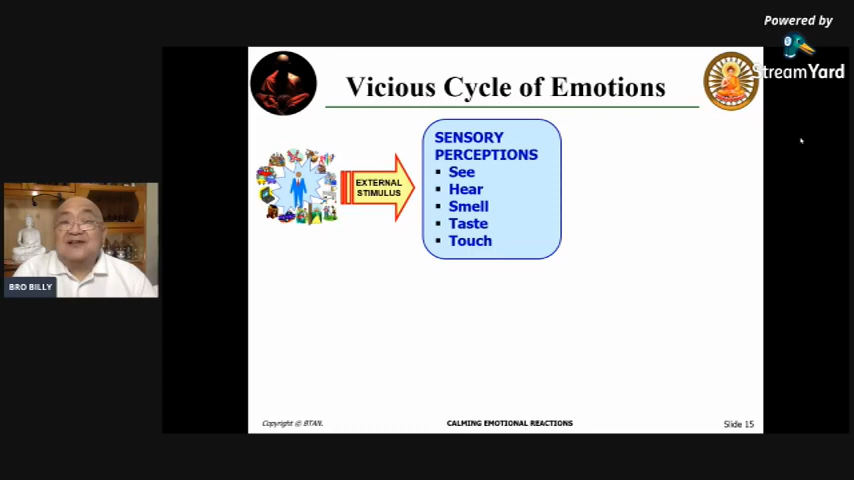 Powered by
StreamYard
Vicious Cycle of Emotions
EXTERNAL
STIMULUS
SENSORY
PERCEPTIONS
▪ See
▪ Hear
▪ Smell
▪ Taste
▪ Touch
BRO BILLY
Copyright © BTAN.
CALMING EMOTIONAL REACTIONS
Slide 15